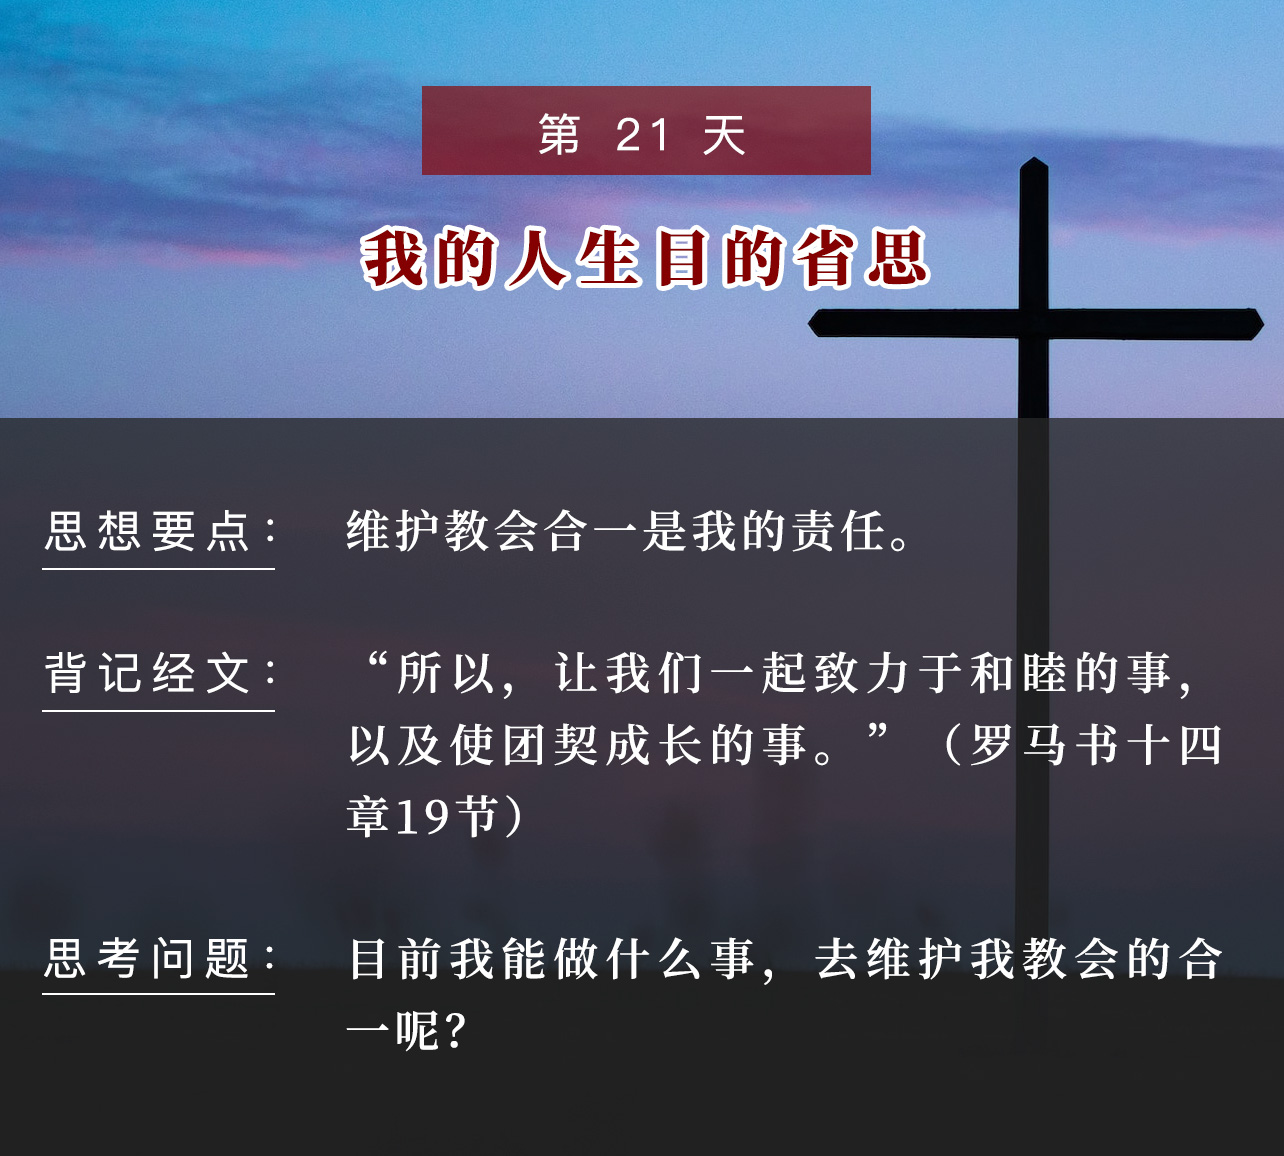 第 21 天
我的人生目的省思
思想要点： 维护教会合一是我的责任。
背记经文： “所以，让我们一起致力于和睦的事，
以及使团契成长的事。”（罗马书十四
章19节）
思考问题： 目前我能做什么事，去维护我教会的合
一呢？